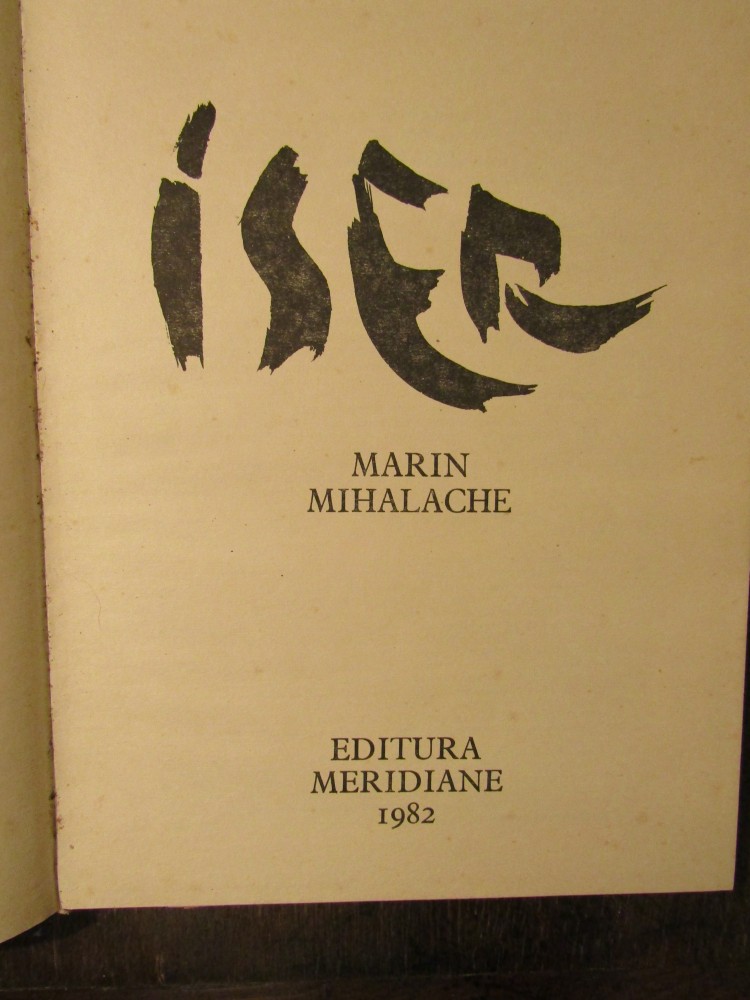 iSER
MARIN
MIHALACHE
EDITURA
MERIDIANE
1982